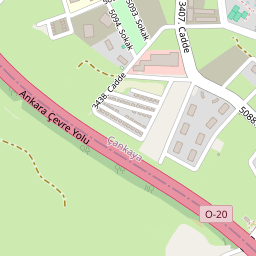 5094. Sokak
5093. Sokak
3407. Cadde
3438. Cadde
5088
Ankara Çevre Yolu
Çankaya
O-20